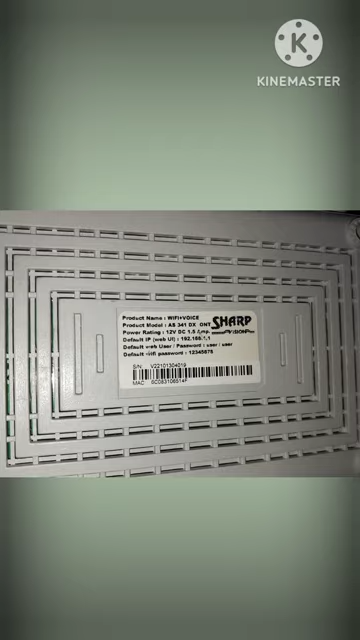 KINEMASTER
Product Name : WIFI+VOICE
Product Model : AS 341 DX ONT
SHARP
VISION
Power Rating : 12V DC 1.5 Amp.
Default IP (web UI) : 192.168.1.1
Default web User / Password : user / user
Default Wifi password : 12345678
S/N: V22101304019
MAC: